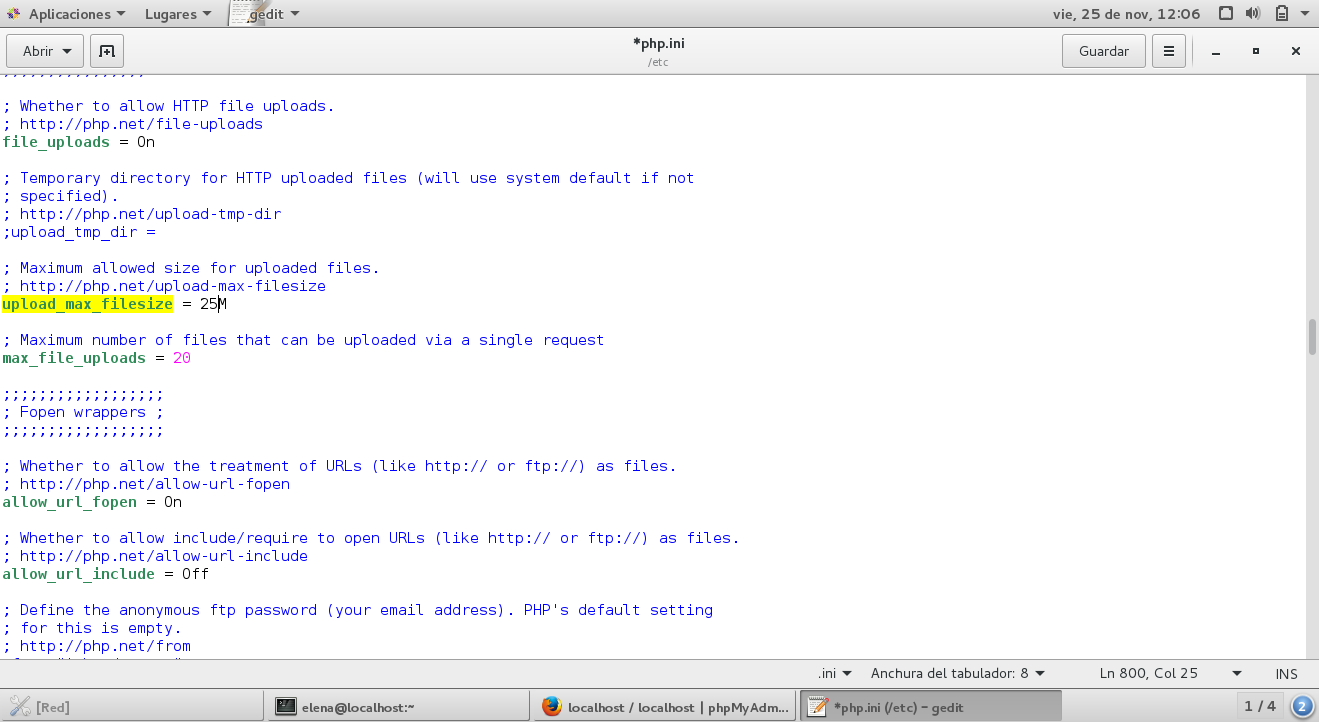 Aplicaciones Lugares gedit vie, 25 de nov, 12:06
Abrir *php.ini Guardar
/etc
;;;;;;;;;;;;;;;;
; Whether to allow HTTP file uploads.
; http://php.net/file-uploads
file_uploads = On
; Temporary directory for HTTP uploaded files (will use system default if not
; specified).
; http://php.net/upload-tmp-dir
;upload_tmp_dir =
; Maximum allowed size for uploaded files.
; http://php.net/upload-max-filesize
upload_max_filesize = 25M
; Maximum number of files that can be uploaded via a single request
max_file_uploads = 20
;;;;;;;;;;;;;;;;;;
; Fopen wrappers ;
;;;;;;;;;;;;;;;;;;
; Whether to allow the treatment of URLs (like http:// or ftp://) as files.
; http://php.net/allow-url-fopen
allow_url_fopen = On
; Whether to allow include/require to open URLs (like http:// or ftp://) as files.
; http://php.net/allow-url-include
allow_url_include = Off
; Define the anonymous ftp password (your email address). PHP's default setting
; for this is empty.
; http://php.net/from
.ini Anchura del tabulador: 8 Ln 800, Col 25 INS
[Red] elena@localhost:~ localhost / localhost | phpMyAdm... *php.ini (/etc) - gedit 1 / 4 2